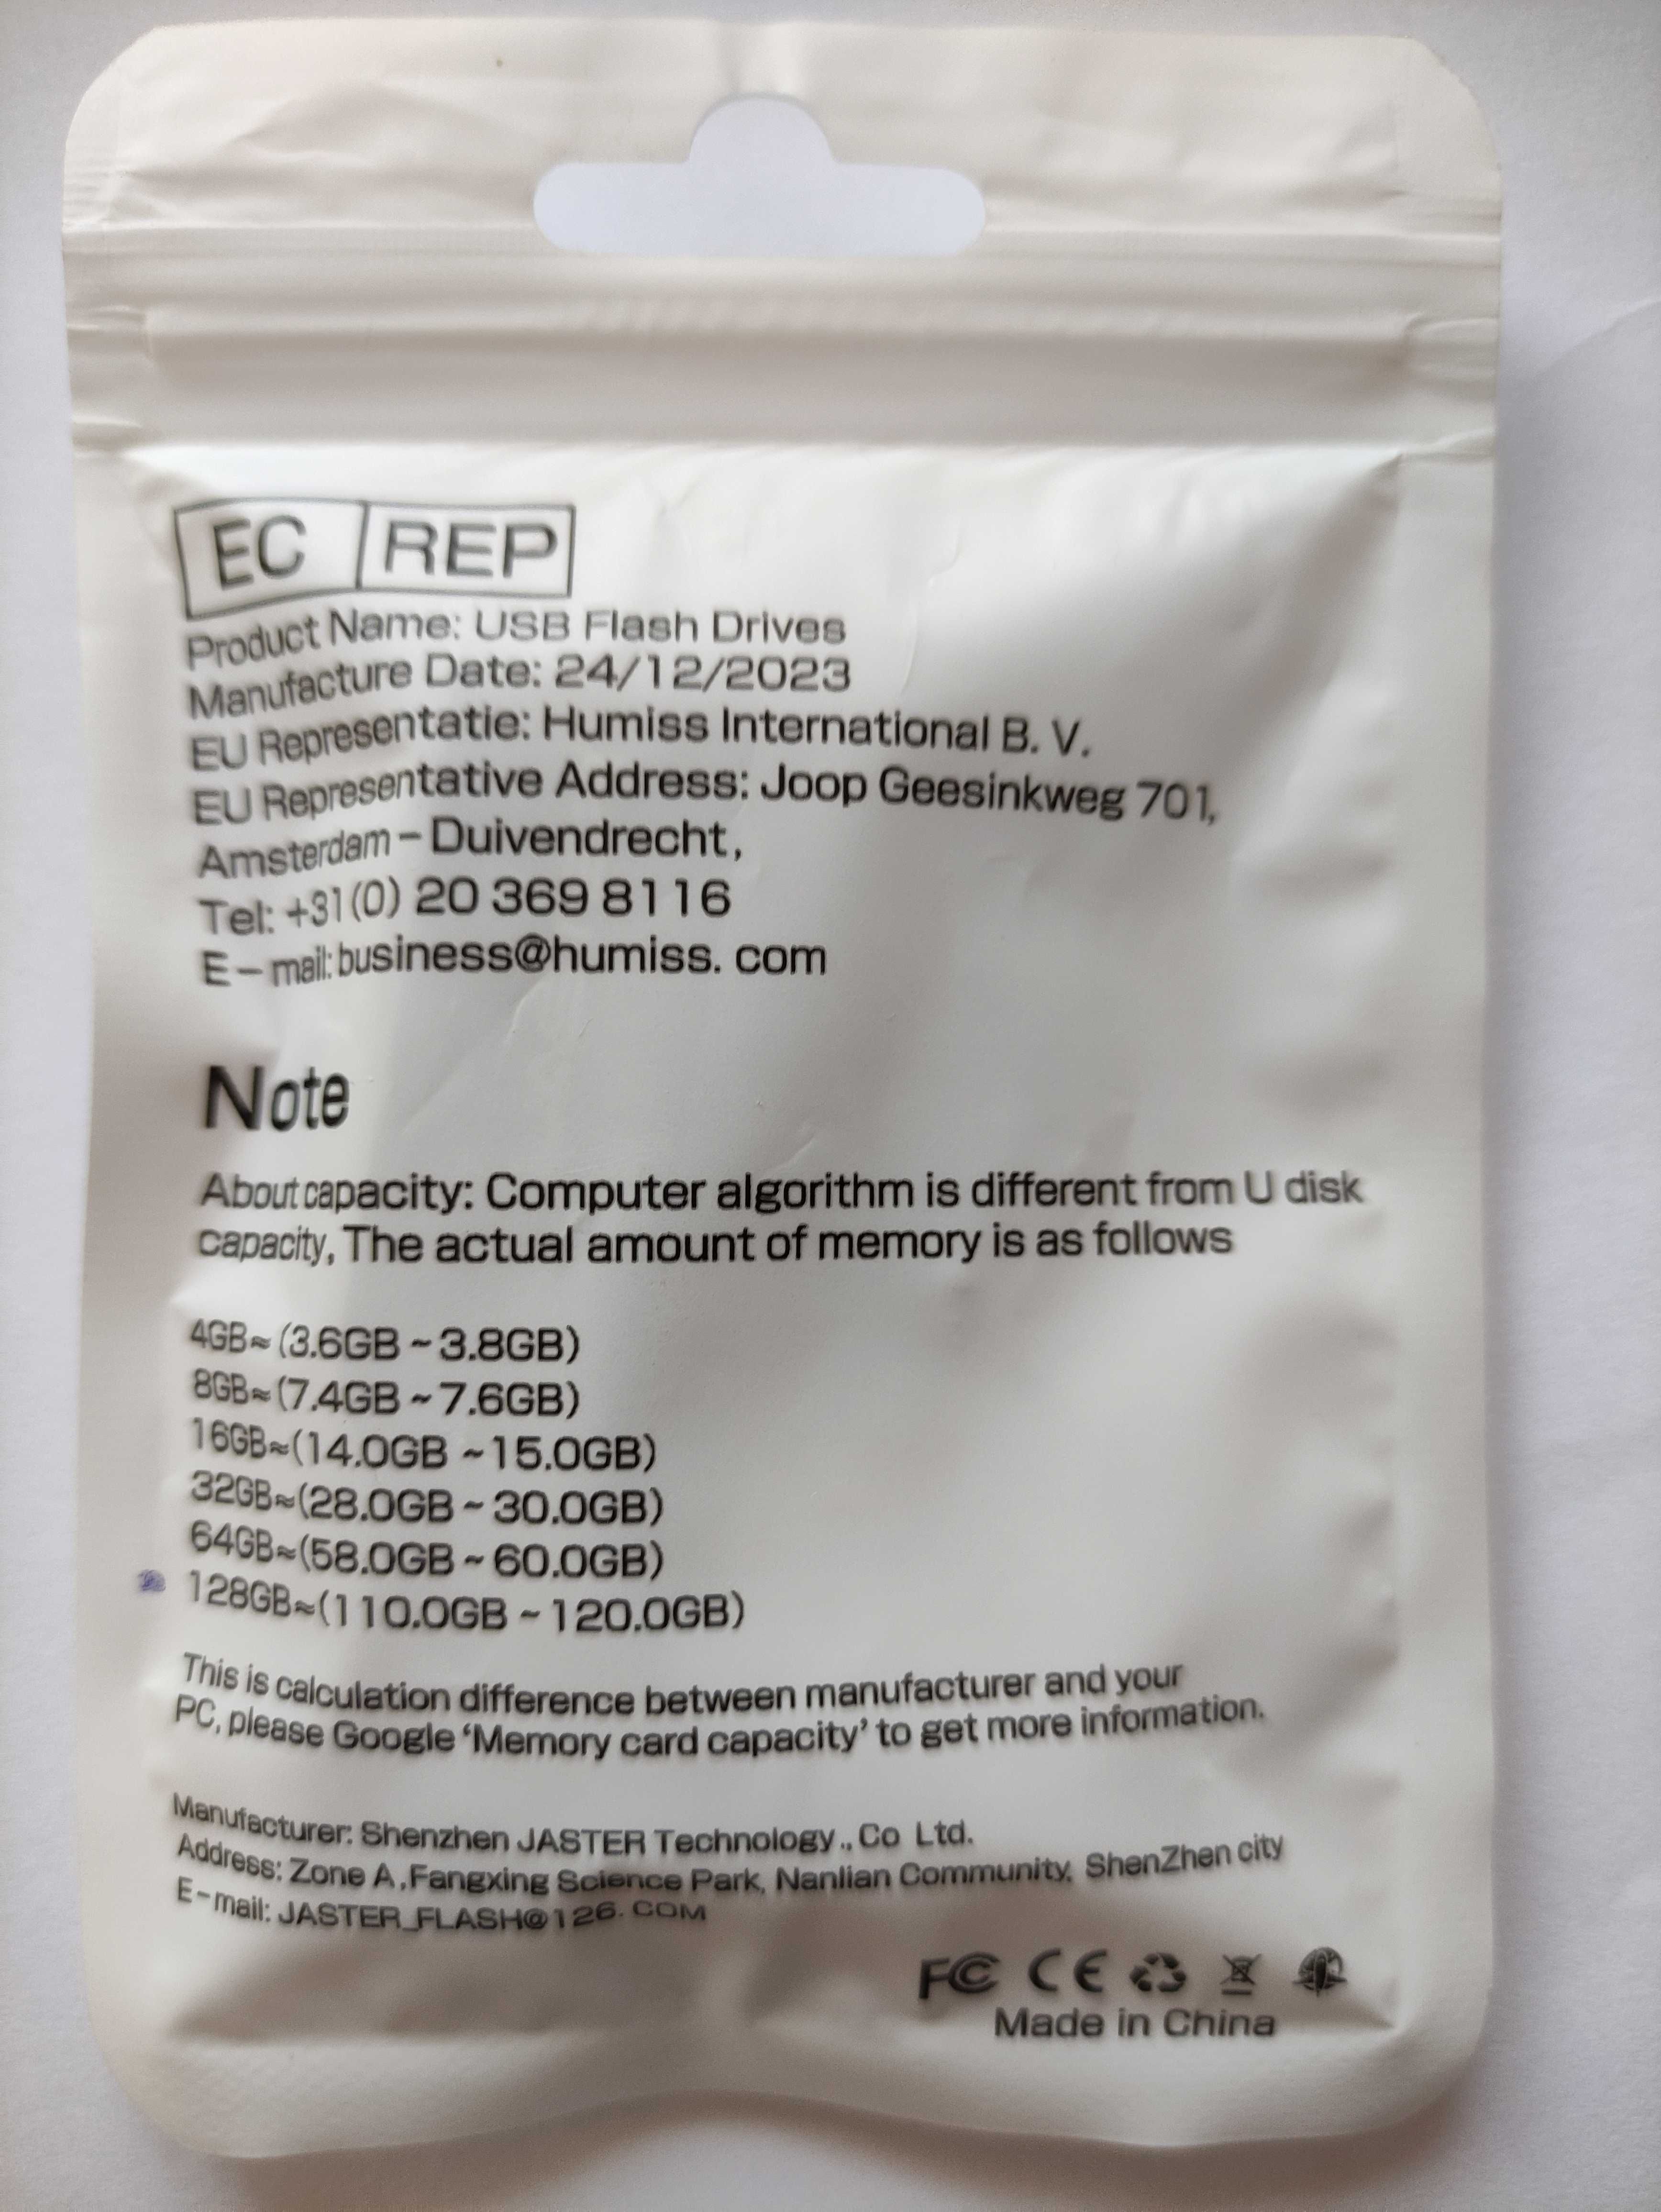 EC REP
Product Name: USB Flash Drives
Manufacture Date: 24/12/2023
EU Representatie: Humiss International B. V.
EU Representative Address: Joop Geesinkweg 701,
Amsterdam – Duivendrecht,
Tel: +31(0) 20 369 8116
E – mail: business@humiss. com
Note
About capacity: Computer algorithm is different from U disk
capacity, The actual amount of memory is as follows
4GB≈(3.6GB ~ 3.8GB)
8GB≈(7.4GB ~ 7.6GB)
16GB≈(14.0GB ~15.0GB)
32GB≈(28.0GB ~ 30.0GB)
64GB≈(58.0GB ~ 60.0GB)
128GB≈(110.0GB ~ 120.0GB)
This is calculation difference between manufacturer and your
PC, please Google ‘Memory card capacity’ to get more information.
Manufacturer: Shenzhen JASTER Technology., Co Ltd.
Address: Zone A ,Fangxing Science Park, Nanlian Community, ShenZhen city
E-mail: JASTER_FLASH@126. COM
FC CE
Made in China